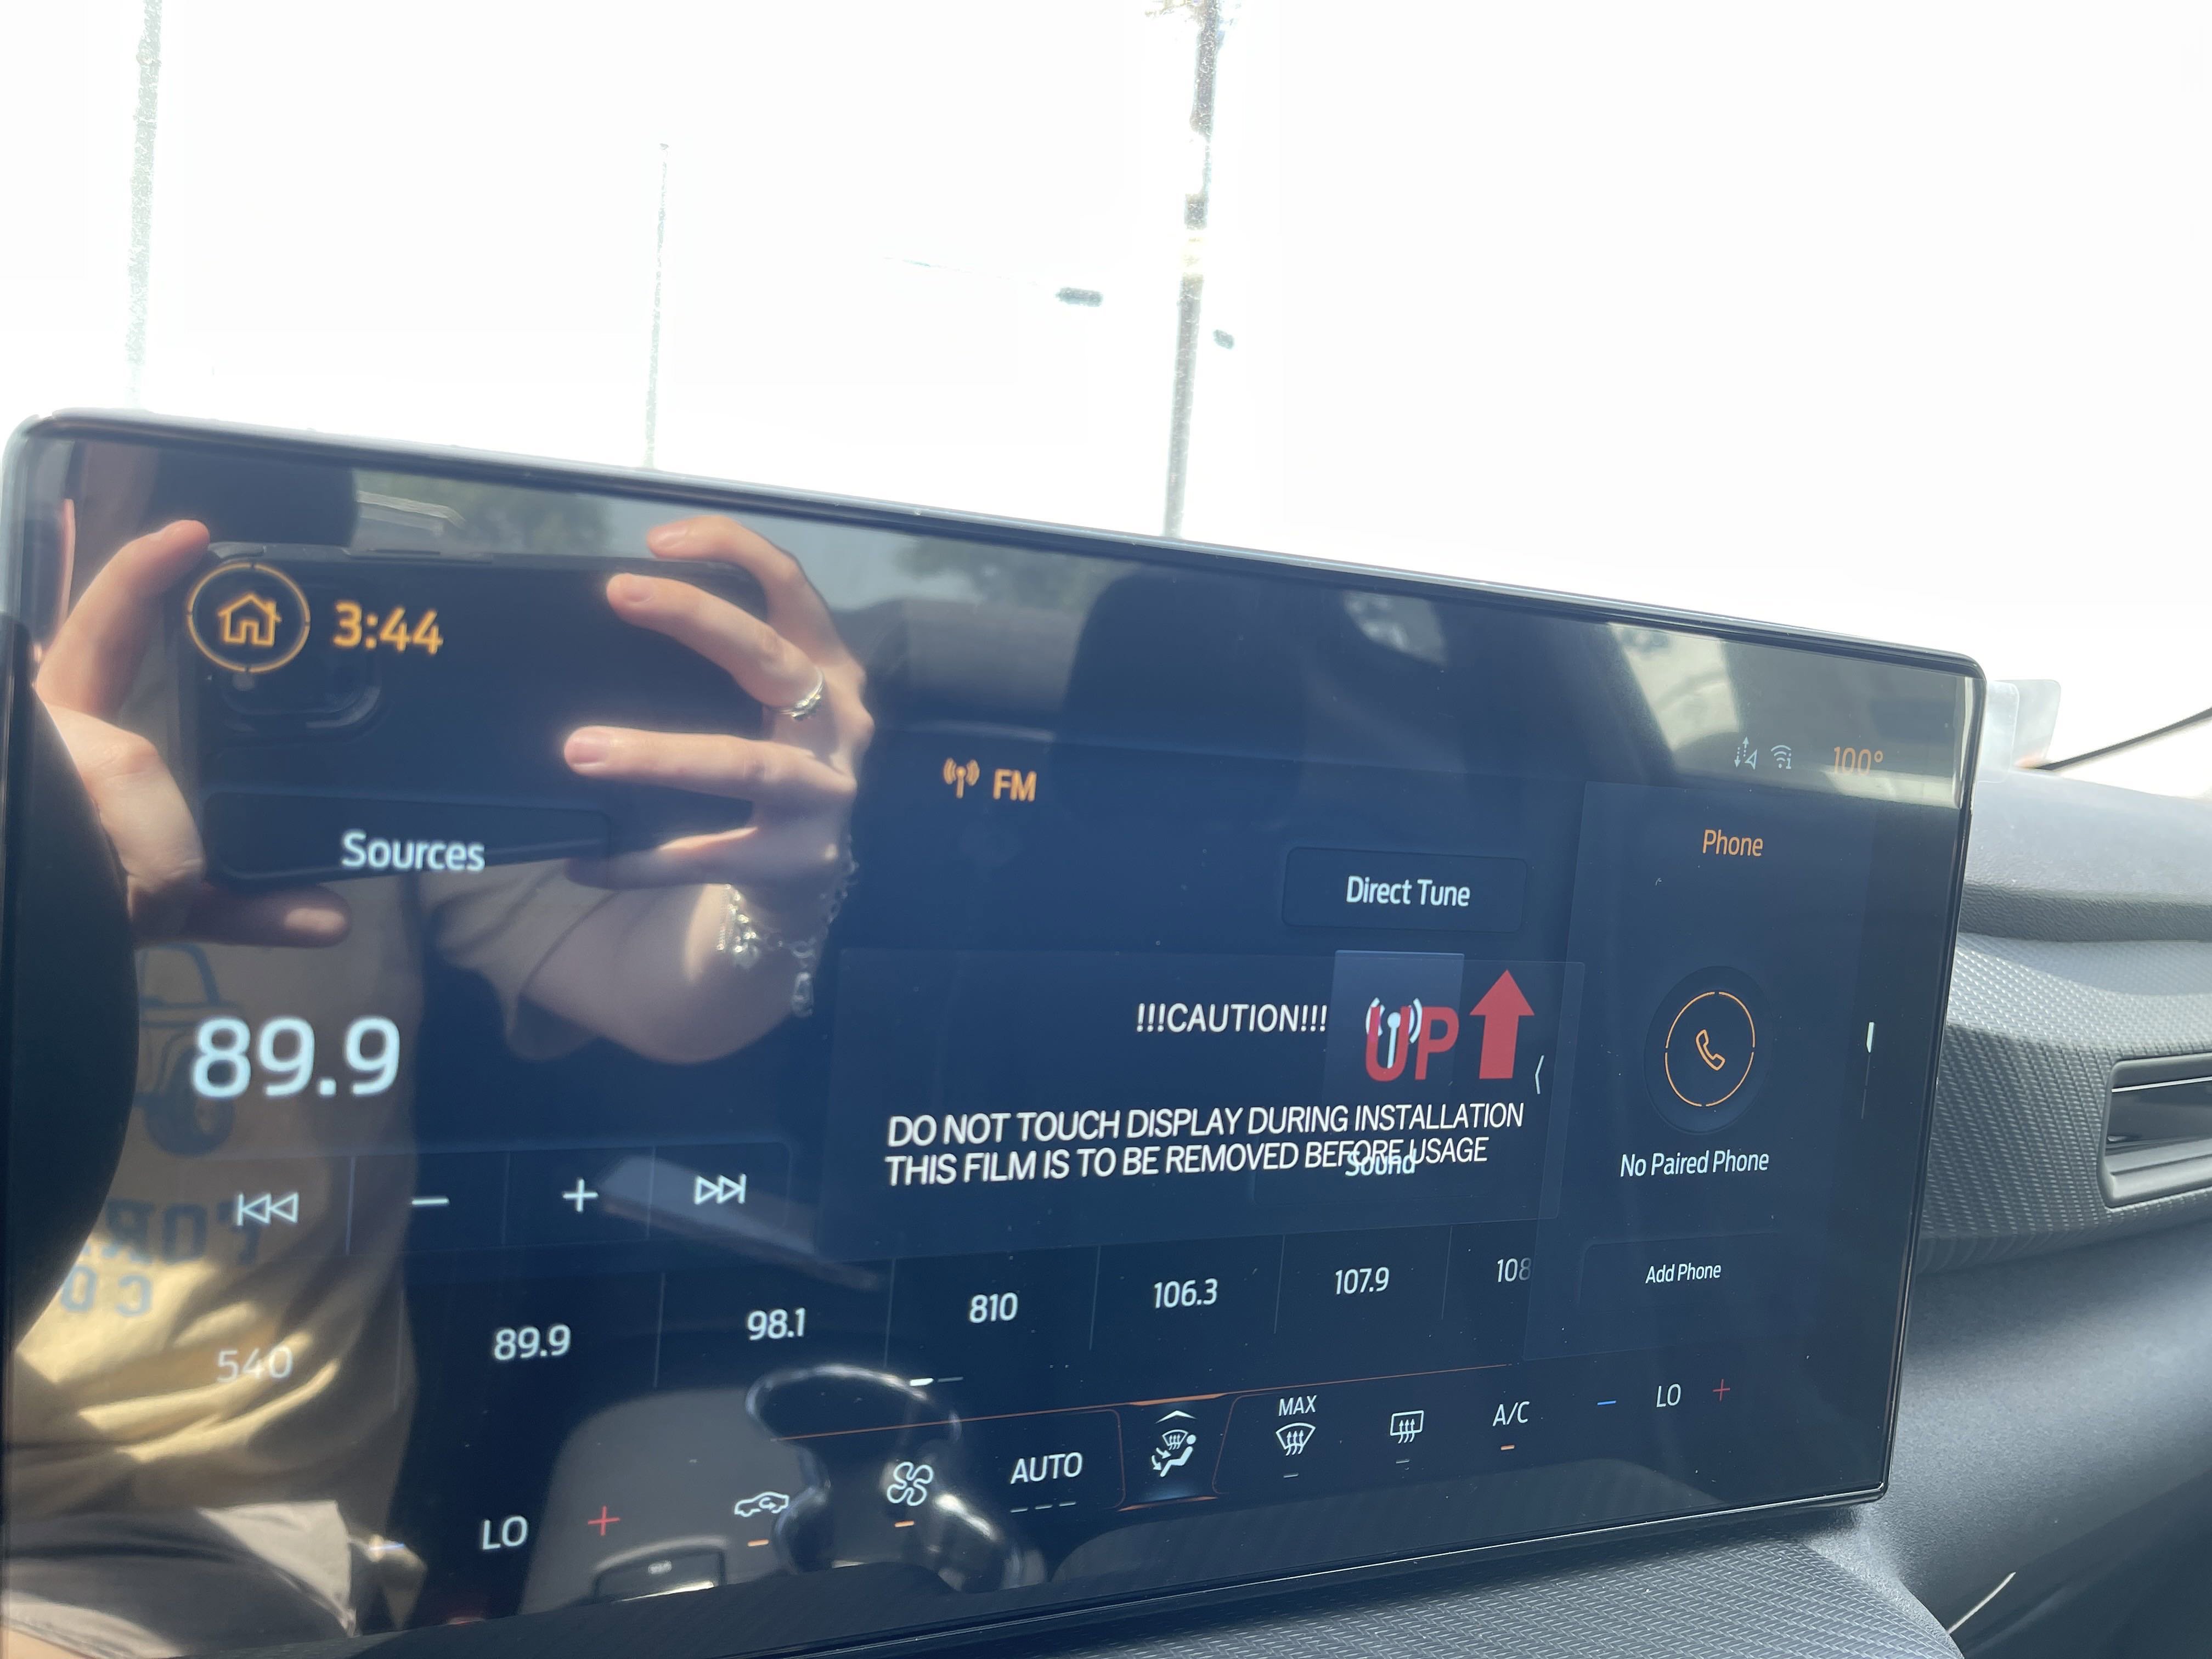 3:44
100°
FM
Sources
Direct Tune
Phone
89.9
!!!CAUTION!!!
UP
DO NOT TOUCH DISPLAY DURING INSTALLATION
THIS FILM IS TO BE REMOVED BEFORE USAGE
Sound
No Paired Phone
Add Phone
540
89.9
98.1
810
106.3
107.9
108
LO
AUTO
MAX
A/C
LO